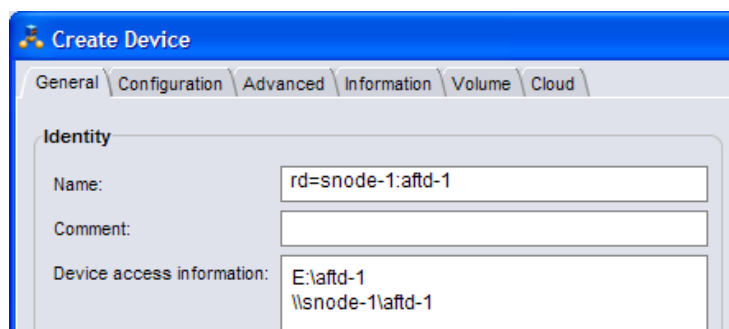 Create Device
General Configuration Advanced Information Volume Cloud
Identity
Name: rd=snode-1:aftd-1
Comment:
Device access information: E:\aftd-1
\\snode-1\aftd-1